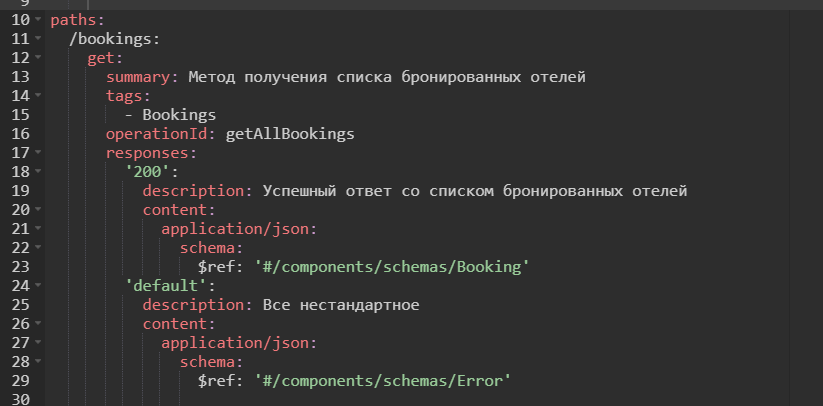 9
10 paths:
11 /bookings:
12 get:
13 summary: Метод получения списка бронированных отелей
14 tags:
15 - Bookings
16 operationId: getAllBookings
17 responses:
18 '200':
19 description: Успешный ответ со списком бронированных отелей
20 content:
21 application/json:
22 schema:
23 $ref: '#/components/schemas/Booking'
24 'default':
25 description: Все нестандартное
26 content:
27 application/json:
28 schema:
29 $ref: '#/components/schemas/Error'
30